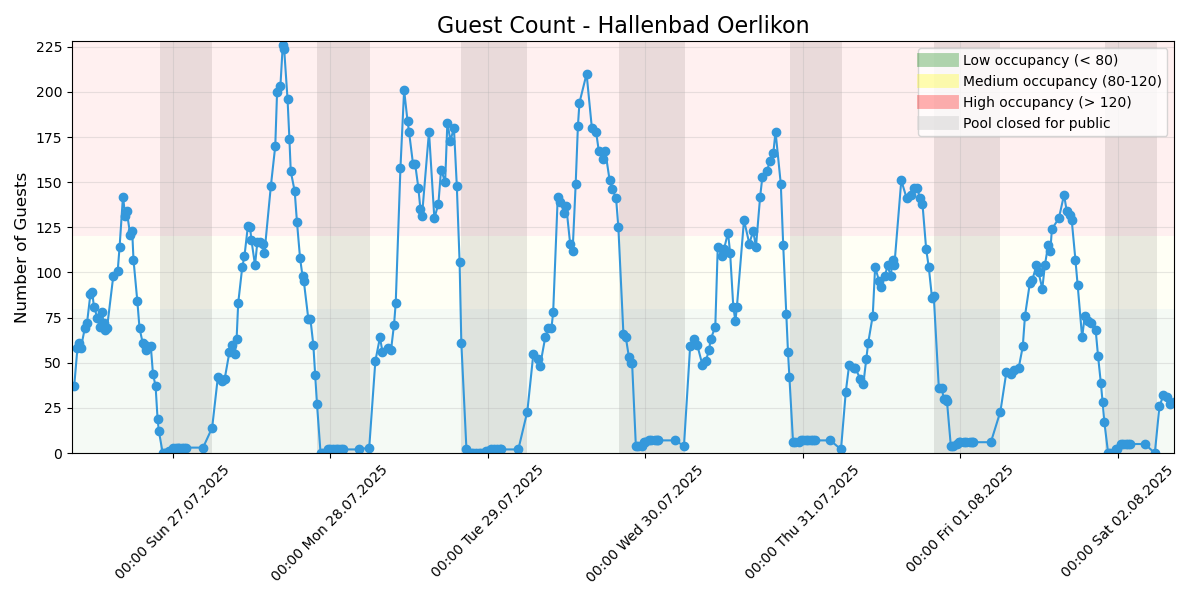 Guest Count - Hallenbad Oerlikon
Number of Guests
225
200
175
150
125
100
75
50
25
0
Low occupancy (< 80)
Medium occupancy (80-120)
High occupancy (> 120)
Pool closed for public
00:00 Sun 27.07.2025
00:00 Mon 28.07.2025
00:00 Tue 29.07.2025
00:00 Wed 30.07.2025
00:00 Thu 31.07.2025
00:00 Fri 01.08.2025
00:00 Sat 02.08.2025